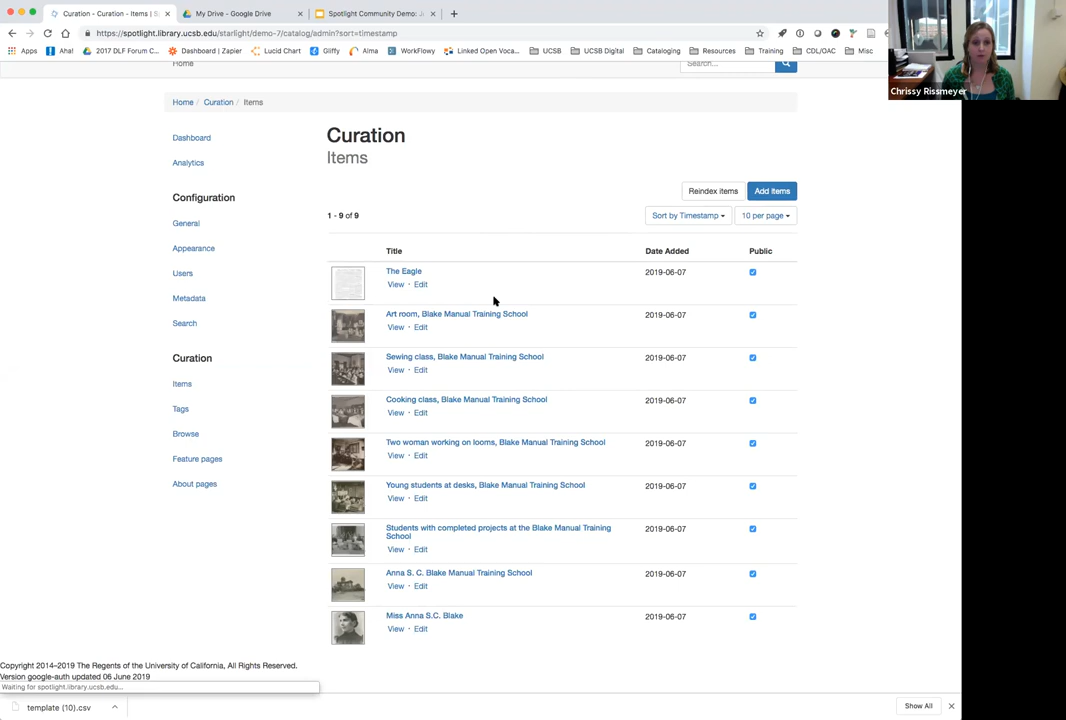 Curation - Curation - Items | S
My Drive - Google Drive
Spotlight Community Demo: J
https://spotlight.library.ucsb.edu/starlight/demo-7/catalog/admin?sort=timestamp
Apps
Aha!
2017 DLF Forum C...
Dashboard | Zapier
Lucid Chart
Gliffy
Alma
WorkFlowy
Linked Open Voca...
UCSB
UCSB Digital
Cataloging
Resources
Training
CDL/OAC
Misc
Chrissy Rissmeyer
Home
Search...
Home / Curation / Items
Dashboard
Analytics
Configuration
General
Appearance
Users
Metadata
Search
Curation
Items
Tags
Browse
Feature pages
About pages
Curation
Items
Reindex items
Add items
1 - 9 of 9
Sort by Timestamp
10 per page
Title Date Added Public
The Eagle 2019-06-07
View · Edit
Art room, Blake Manual Training School 2019-06-07
View · Edit
Sewing class, Blake Manual Training School 2019-06-07
View · Edit
Cooking class, Blake Manual Training School 2019-06-07
View · Edit
Two woman working on looms, Blake Manual Training School 2019-06-07
View · Edit
Young students at desks, Blake Manual Training School 2019-06-07
View · Edit
Students with completed projects at the Blake Manual Training 2019-06-07
School
View · Edit
Anna S. C. Blake Manual Training School 2019-06-07
View · Edit
Miss Anna S.C. Blake 2019-06-07
View · Edit
Copyright 2014–2019 The Regents of the University of California, All Rights Reserved.
Version google-auth updated 06 June 2019
Waiting for spotlight.library.ucsb.edu...
template (10).csv
Show All